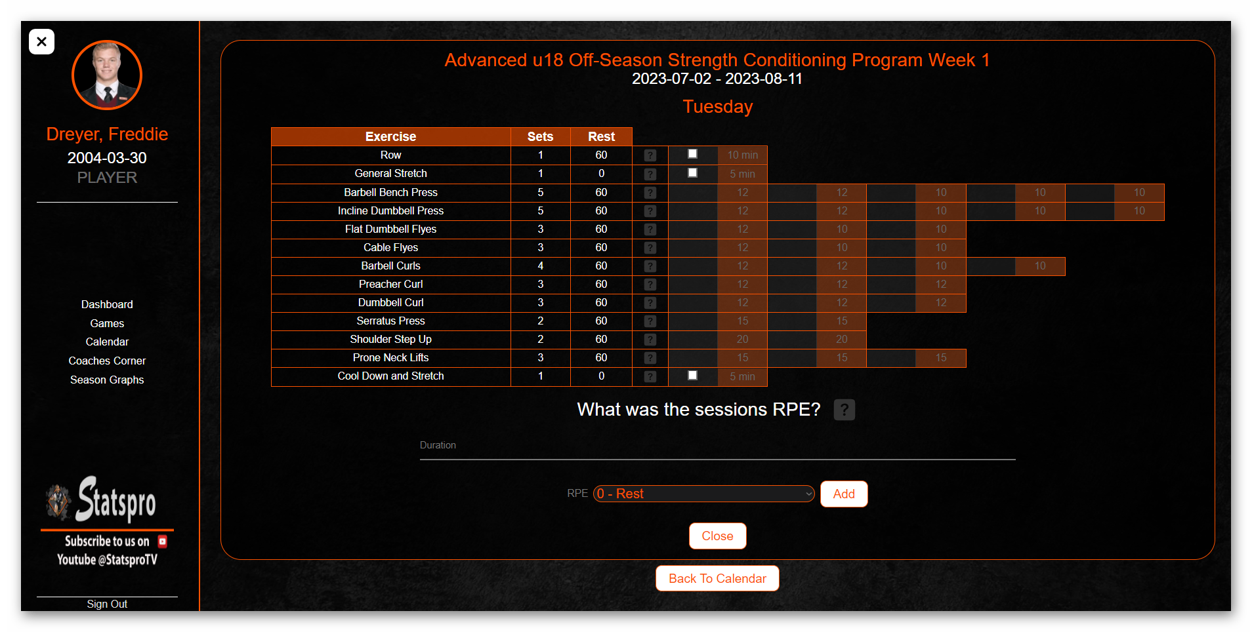 ×
Dreyer, Freddie
2004-03-30
PLAYER
Dashboard
Games
Calendar
Coaches Corner
Season Graphs
Statspro
Subscribe to us on
Youtube @StatsproTV
Sign Out
Advanced u18 Off-Season Strength Conditioning Program Week 1
2023-07-02 - 2023-08-11
Tuesday
Exercise Sets Rest
Row 1 60 ? 10 min
General Stretch 1 0 ? 5 min
Barbell Bench Press 5 60 ? 12 12 10 10 10
Incline Dumbbell Press 5 60 ? 12 12 10 10 10
Flat Dumbbell Flyes 3 60 ? 12 10 10
Cable Flyes 3 60 ? 12 10 10
Barbell Curls 4 60 ? 12 12 10 10
Preacher Curl 3 60 ? 12 12 12
Dumbbell Curl 3 60 ? 12 12 12
Serratus Press 2 60 ? 15 15
Shoulder Step Up 2 60 ? 20 20
Prone Neck Lifts 3 60 ? 15 15 15
Cool Down and Stretch 1 0 ? 5 min
What was the sessions RPE? ?
Duration
RPE 0 - Rest Add
Close
Back To Calendar